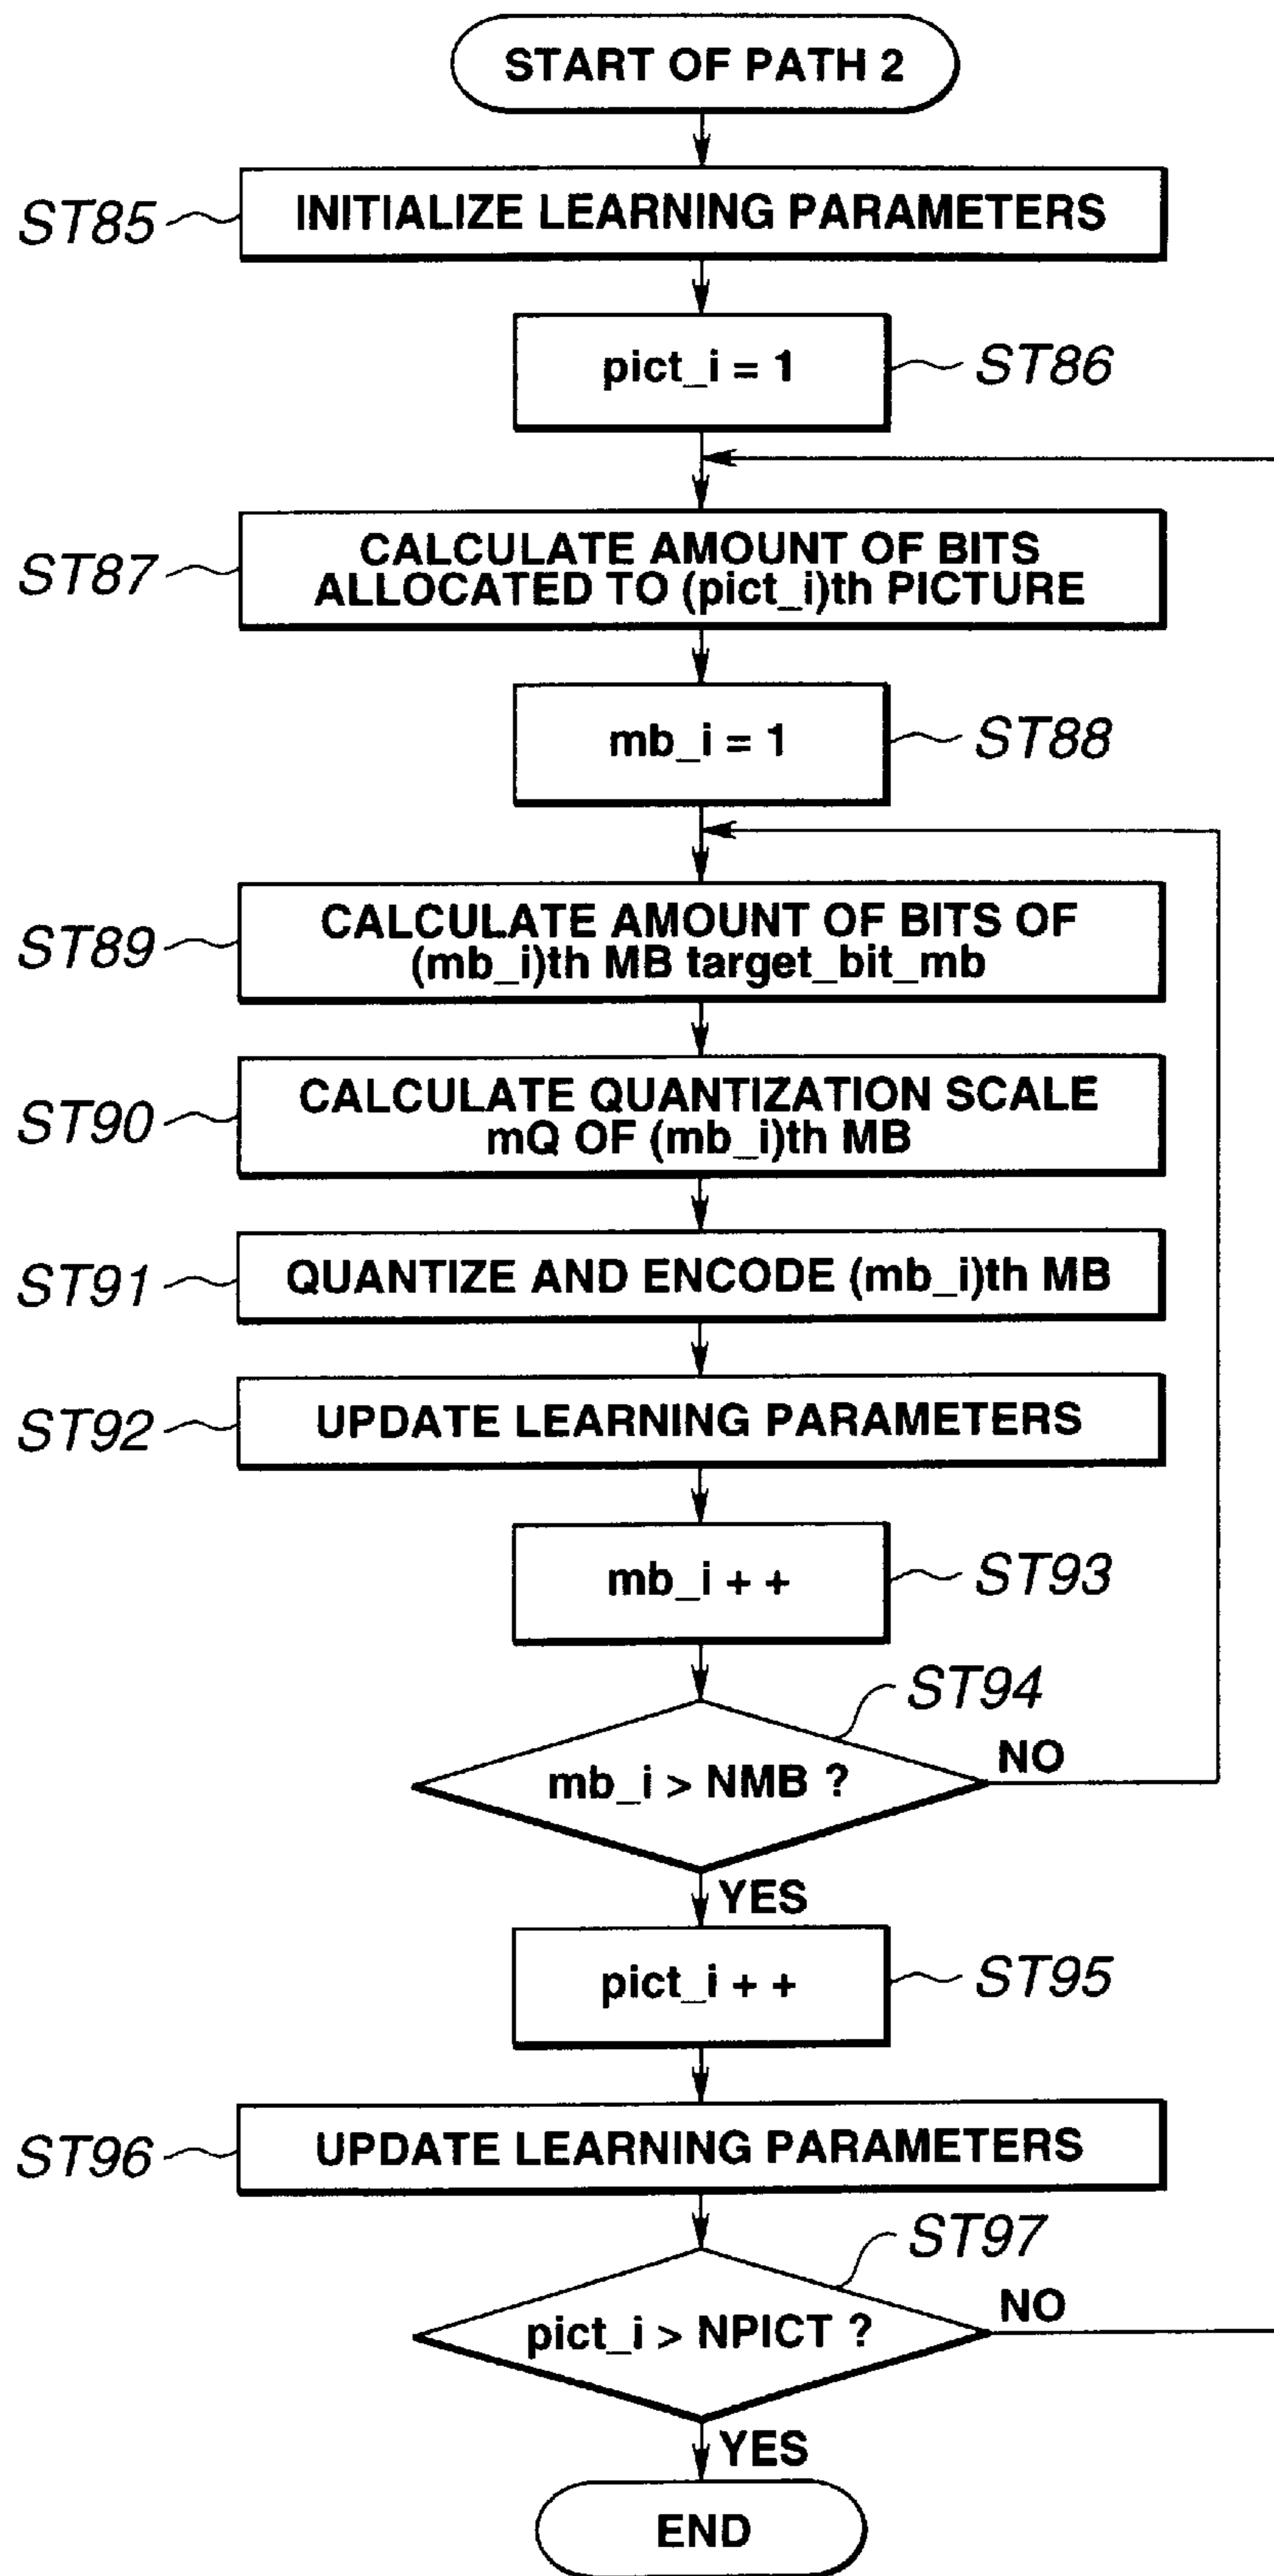 START OF PATH 2
ST85
INITIALIZE LEARNING PARAMETERS
pict_i = 1
ST86
ST87
CALCULATE AMOUNT OF BITS
ALLOCATED TO (pict_i)th PICTURE
mb_i = 1
ST88
ST89
CALCULATE AMOUNT OF BITS OF
(mb_i)th MB target_bit_mb
ST90
CALCULATE QUANTIZATION SCALE
mQ OF (mb_i)th MB
ST91
QUANTIZE AND ENCODE (mb_i)th MB
ST92
UPDATE LEARNING PARAMETERS
mb_i + +
ST93
ST94
mb_i > NMB ?
NO
YES
pict_i + +
ST95
ST96
UPDATE LEARNING PARAMETERS
ST97
pict_i > NPICT ?
NO
YES
END